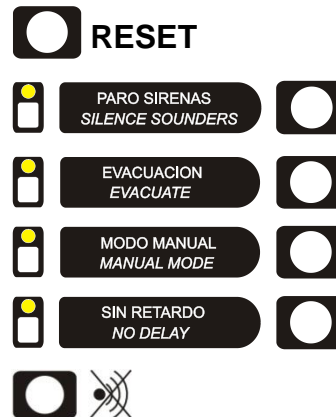 RESET
PARO SIRENAS
SILENCE SOUNDERS
EVACUACION
EVACUATE
MODO MANUAL
MANUAL MODE
SIN RETARDO
NO DELAY